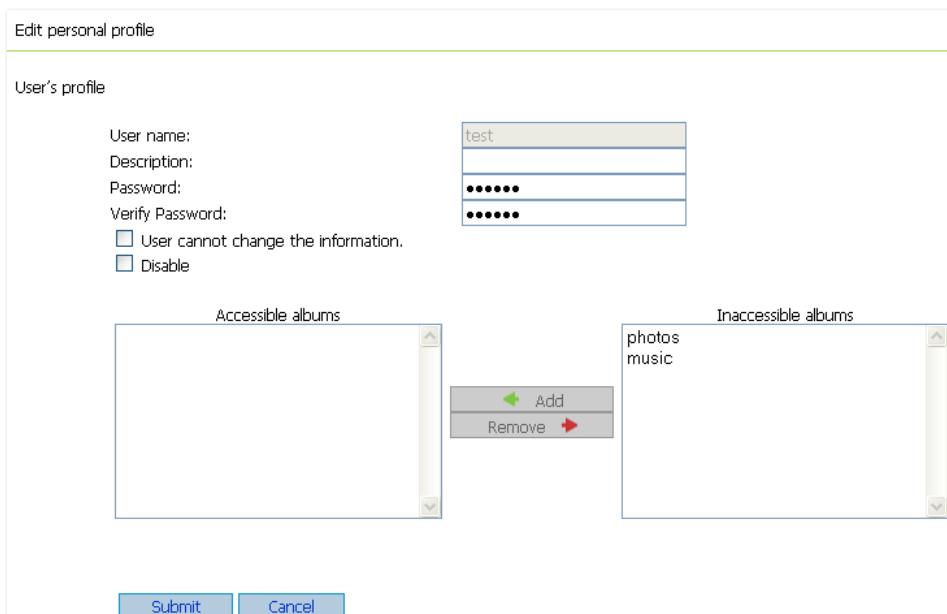 Edit personal profile
User's profile
User name: test
Description:
Password: ●●●●●●
Verify Password: ●●●●●●
User cannot change the information.
Disable
Accessible albums Inaccessible albums
photos
music
Add
Remove
Submit Cancel